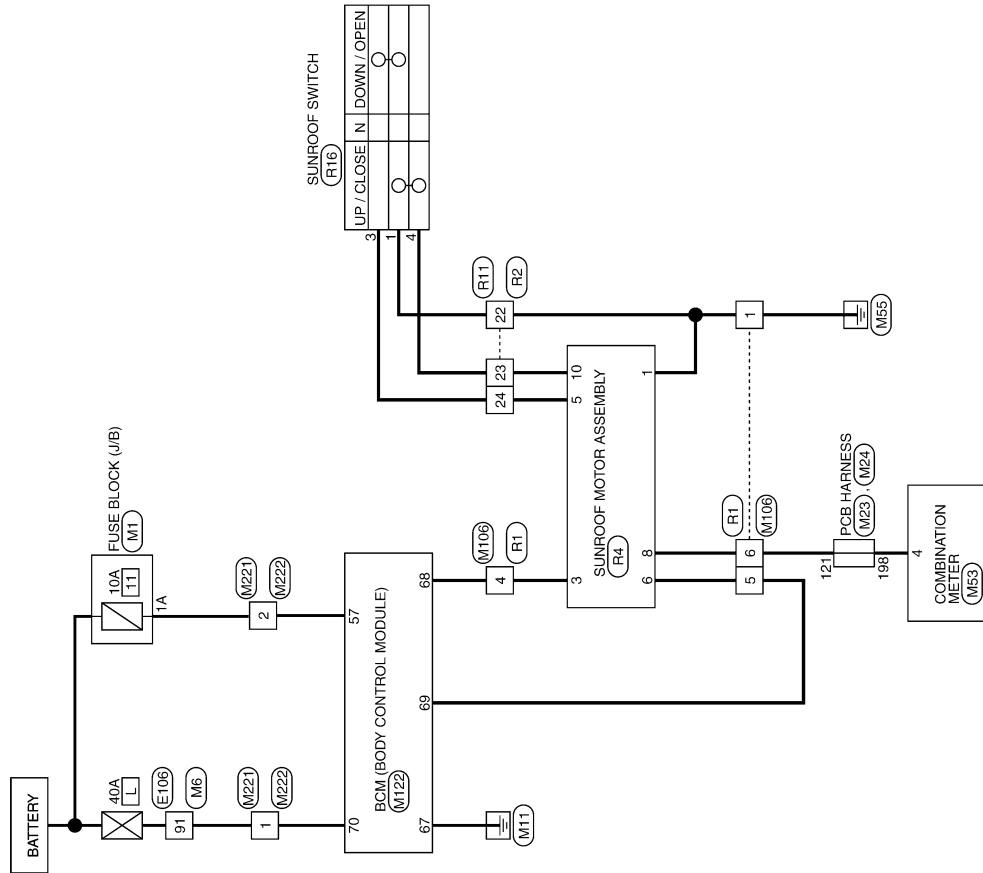 BATTERY
40A
L
E106
M6
91
M221
M222
1
FUSE BLOCK (J/B)
M1
10A
11
1A
M221
M222
2
70
57
BCM (BODY CONTROL MODULE)
M122
67
69
68
M11
M106
R1
4
SUNROOF SWITCH
R16
UP / CLOSE
N
DOWN / OPEN
3
1
4
R11
R2
24
23
22
3
5
10
SUNROOF MOTOR ASSEMBLY
R4
6
8
1
R1
M106
5
6
1
M55
PCB HARNESS
M23 , M24
121
198
4
COMBINATION
METER
M53